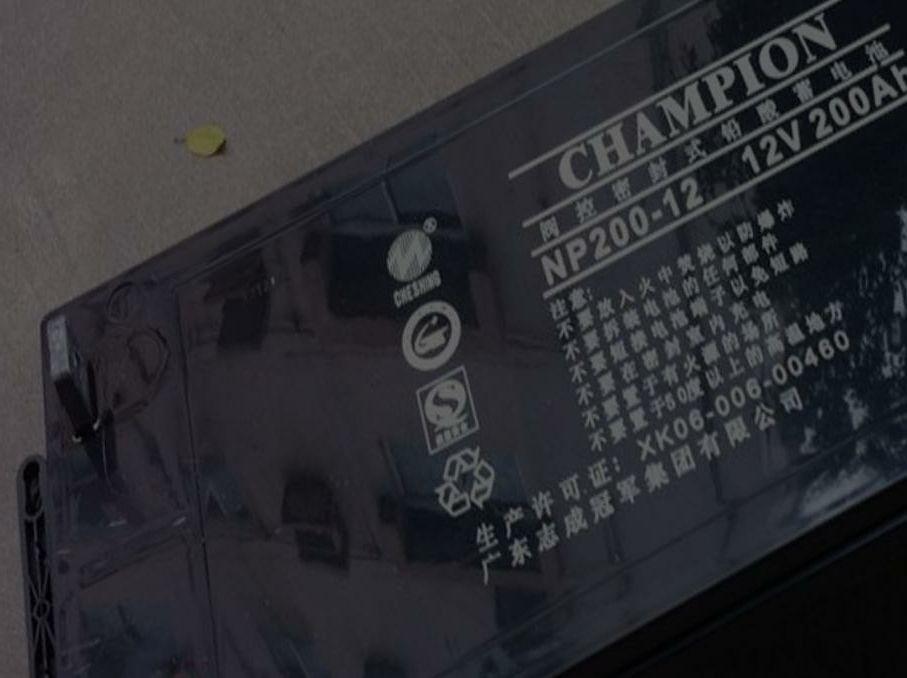 CHAMPION
阀控密封式铅酸蓄电池
NP200-12 12V 200Ah
注意:
不要放入火中焚烧以防爆炸
不要拆装电池的任何部件
不要短接电池端子以免短路
不要在密封室内充电
不要置于有火源的场所
不要置于50度以上的高温地方
生产许可证: XK06-006-00460
广东志成冠军集团有限公司
®
CHESHING